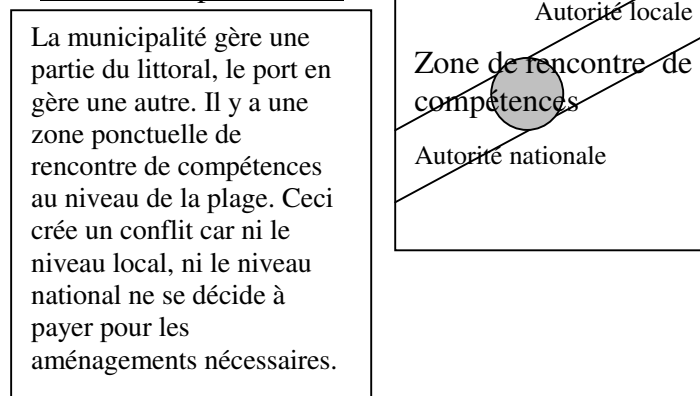 La municipalité gère une
partie du littoral, le port en
gère une autre. Il y a une
zone ponctuelle de
rencontre de compétences
au niveau de la plage. Ceci
crée un conflit car ni le
niveau local, ni le niveau
national ne se décide à
payer pour les
aménagements nécessaires.
Autorité locale
Zone de rencontre de
compétences
Autorité nationale